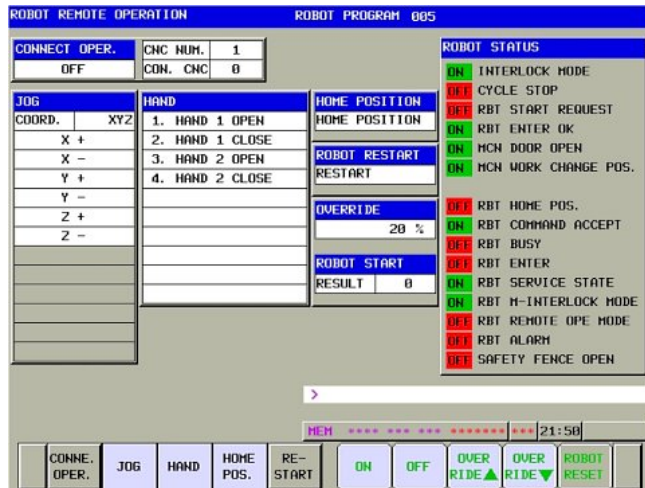 ROBOT REMOTE OPERATION
ROBOT PROGRAM 005
CONNECT OPER.
OFF
CNC NUM. 1
CON. CNC 0
JOG
COORD. XYZ
X +
X -
Y +
Y -
Z +
Z -
HAND
1. HAND 1 OPEN
2. HAND 1 CLOSE
3. HAND 2 OPEN
4. HAND 2 CLOSE
HOME POSITION
HOME POSITION
ROBOT RESTART
RESTART
OVERRIDE
20 %
ROBOT START
RESULT 0
ROBOT STATUS
ON INTERLOCK MODE
OFF CYCLE STOP
OFF RBT START REQUEST
ON RBT ENTER OK
ON MCN DOOR OPEN
ON MCN WORK CHANGE POS.
OFF RBT HOME POS.
ON RBT COMMAND ACCEPT
OFF RBT BUSY
OFF RBT ENTER
ON RBT SERVICE STATE
ON RBT M-INTERLOCK MODE
OFF RBT REMOTE OPE MODE
OFF RBT ALARM
OFF SAFETY FENCE OPEN
>
MEM **** *** *** ******* *** 21:50
CONNE. OPER.
JOG
HAND
HOME POS.
RE-START
ON
OFF
OVER RIDE▲
OVER RIDE▼
ROBOT RESET